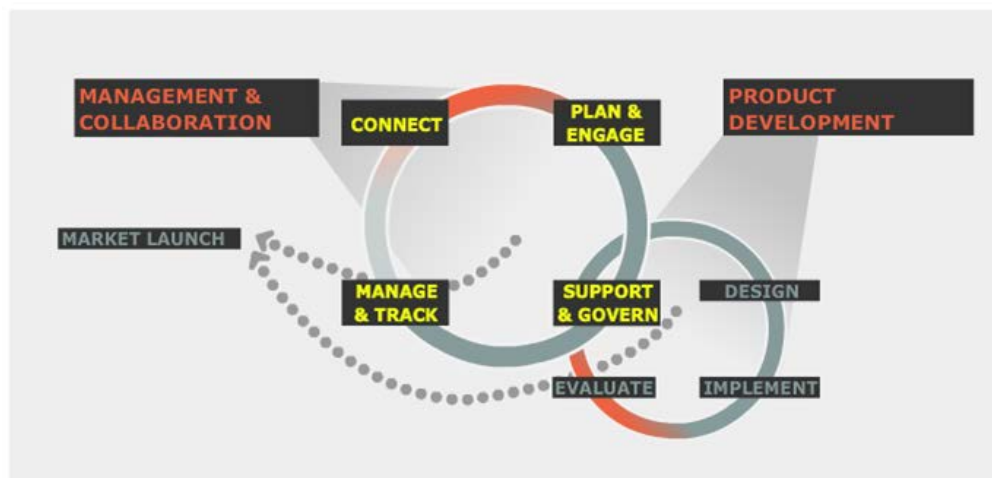 MANAGEMENT &
COLLABORATION
CONNECT
PLAN &
ENGAGE
PRODUCT
DEVELOPMENT
MARKET LAUNCH
MANAGE
& TRACK
SUPPORT
& GOVERN
DESIGN
EVALUATE
IMPLEMENT